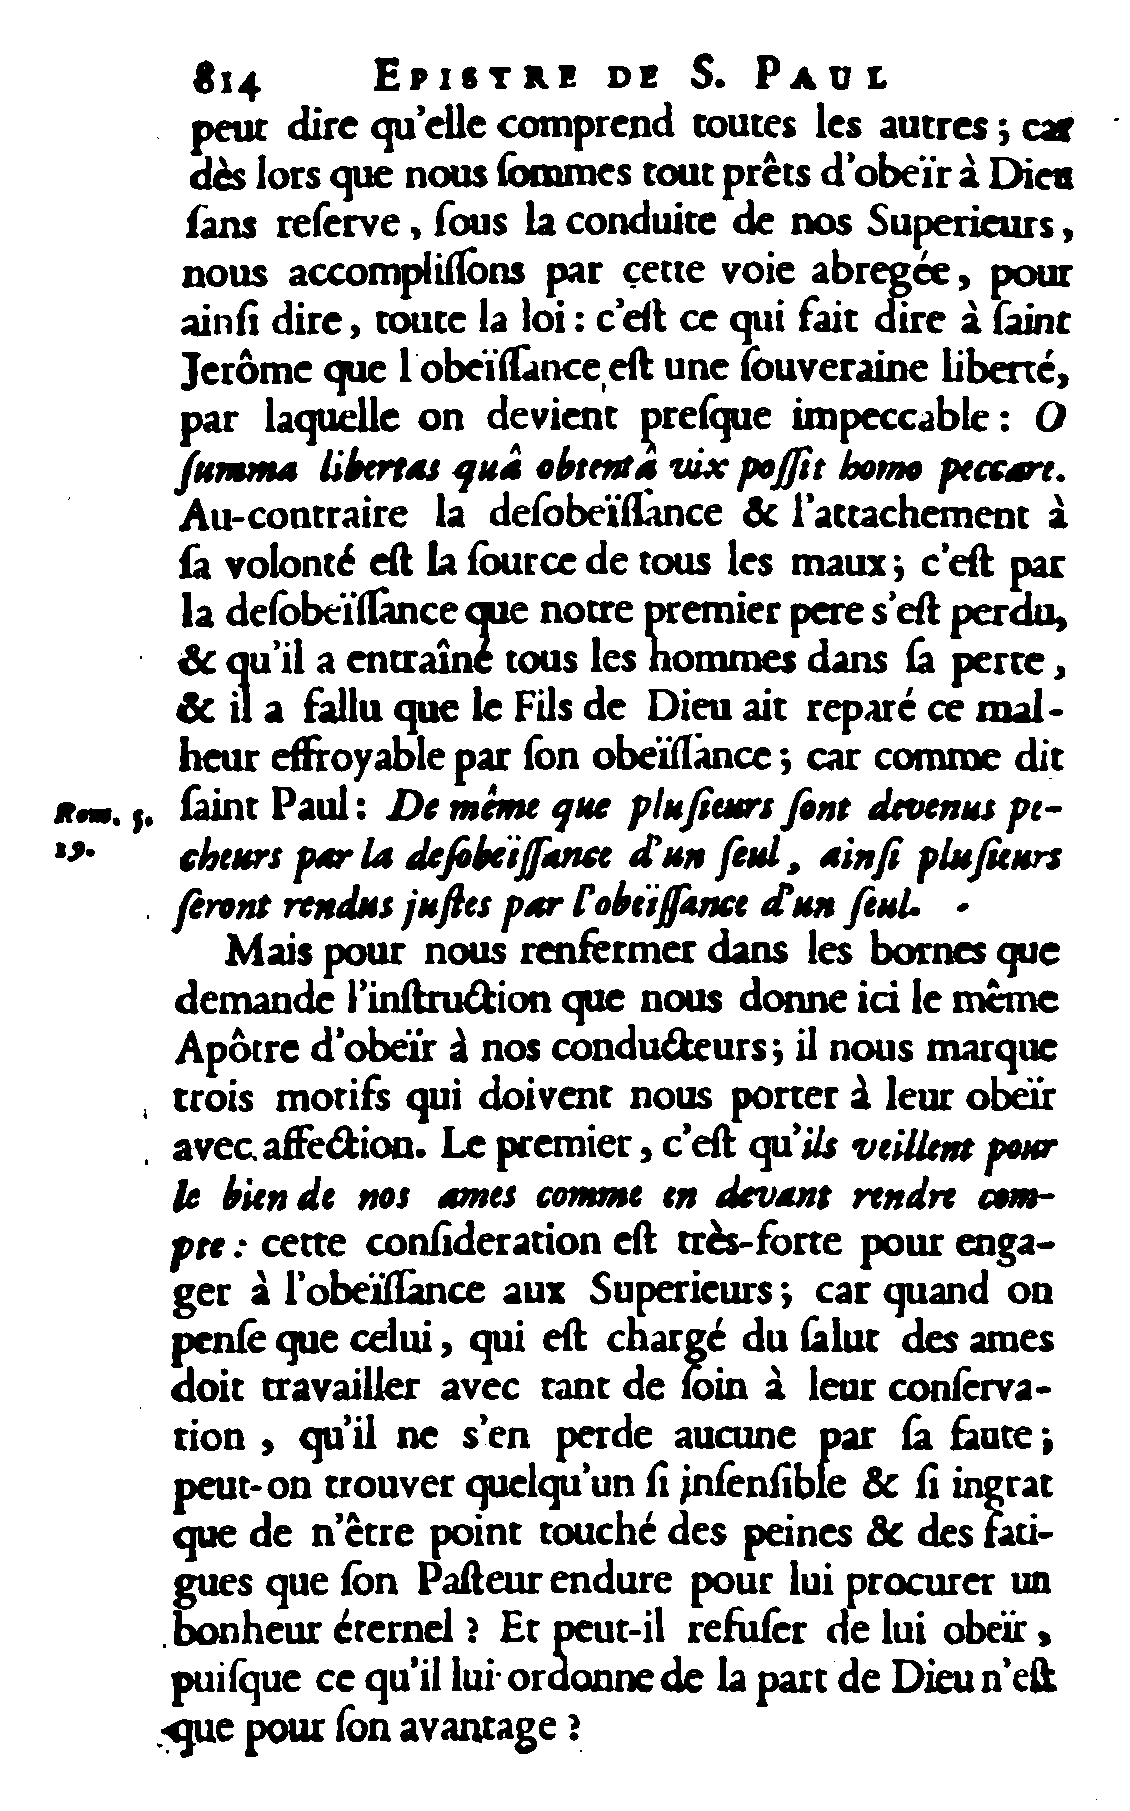 814 EPISTRE DE S. PAUL
peut dire qu'elle comprend toutes les autres ; car
dès lors que nous ſommes tout prêts d'obeïr à Dieu
ſans reſerve, ſous la conduite de nos Superieurs,
nous accompliſſons par cette voie abregée, pour
ainſi dire, toute la loi : c'eſt ce qui fait dire à ſaint
Jerôme que l'obeïſſance eſt une ſouveraine liberté,
par laquelle on devient preſque impeccable : O
ſumma libertas quâ obtentâ vix poſſit homo peccare.
Au-contraire la deſobeïſſance & l'attachement à
ſa volonté eſt la ſource de tous les maux ; c'eſt par
la deſobeïſſance que notre premier pere s'eſt perdu,
& qu'il a entraîné tous les hommes dans ſa perte,
& il a fallu que le Fils de Dieu ait reparé ce mal-
heur effroyable par ſon obeïſſance ; car comme dit
Rom. 5. ſaint Paul : De même que pluſieurs ſont devenus pe-
19. cheurs par la deſobeïſſance d'un ſeul, ainſi pluſieurs
ſeront rendus juſtes par l'obeïſſance d'un ſeul.
Mais pour nous renfermer dans les bornes que
demande l'inſtruction que nous donne ici le même
Apôtre d'obeïr à nos conducteurs ; il nous marque
trois motifs qui doivent nous porter à leur obeïr
avec affection. Le premier, c'eſt qu'ils veillent pour
le bien de nos ames comme en devant rendre com-
pte : cette conſideration eſt très-forte pour enga-
ger à l'obeïſſance aux Superieurs ; car quand on
penſe que celui, qui eſt chargé du ſalut des ames
doit travailler avec tant de ſoin à leur conſerva-
tion, qu'il ne s'en perde aucune par ſa faute ;
peut-on trouver quelqu'un ſi inſenſible & ſi ingrat
que de n'être point touché des peines & des fati-
gues que ſon Paſteur endure pour lui procurer un
bonheur éternel ? Et peut-il refuſer de lui obeïr,
puiſque ce qu'il lui ordonne de la part de Dieu n'eſt
que pour ſon avantage ?